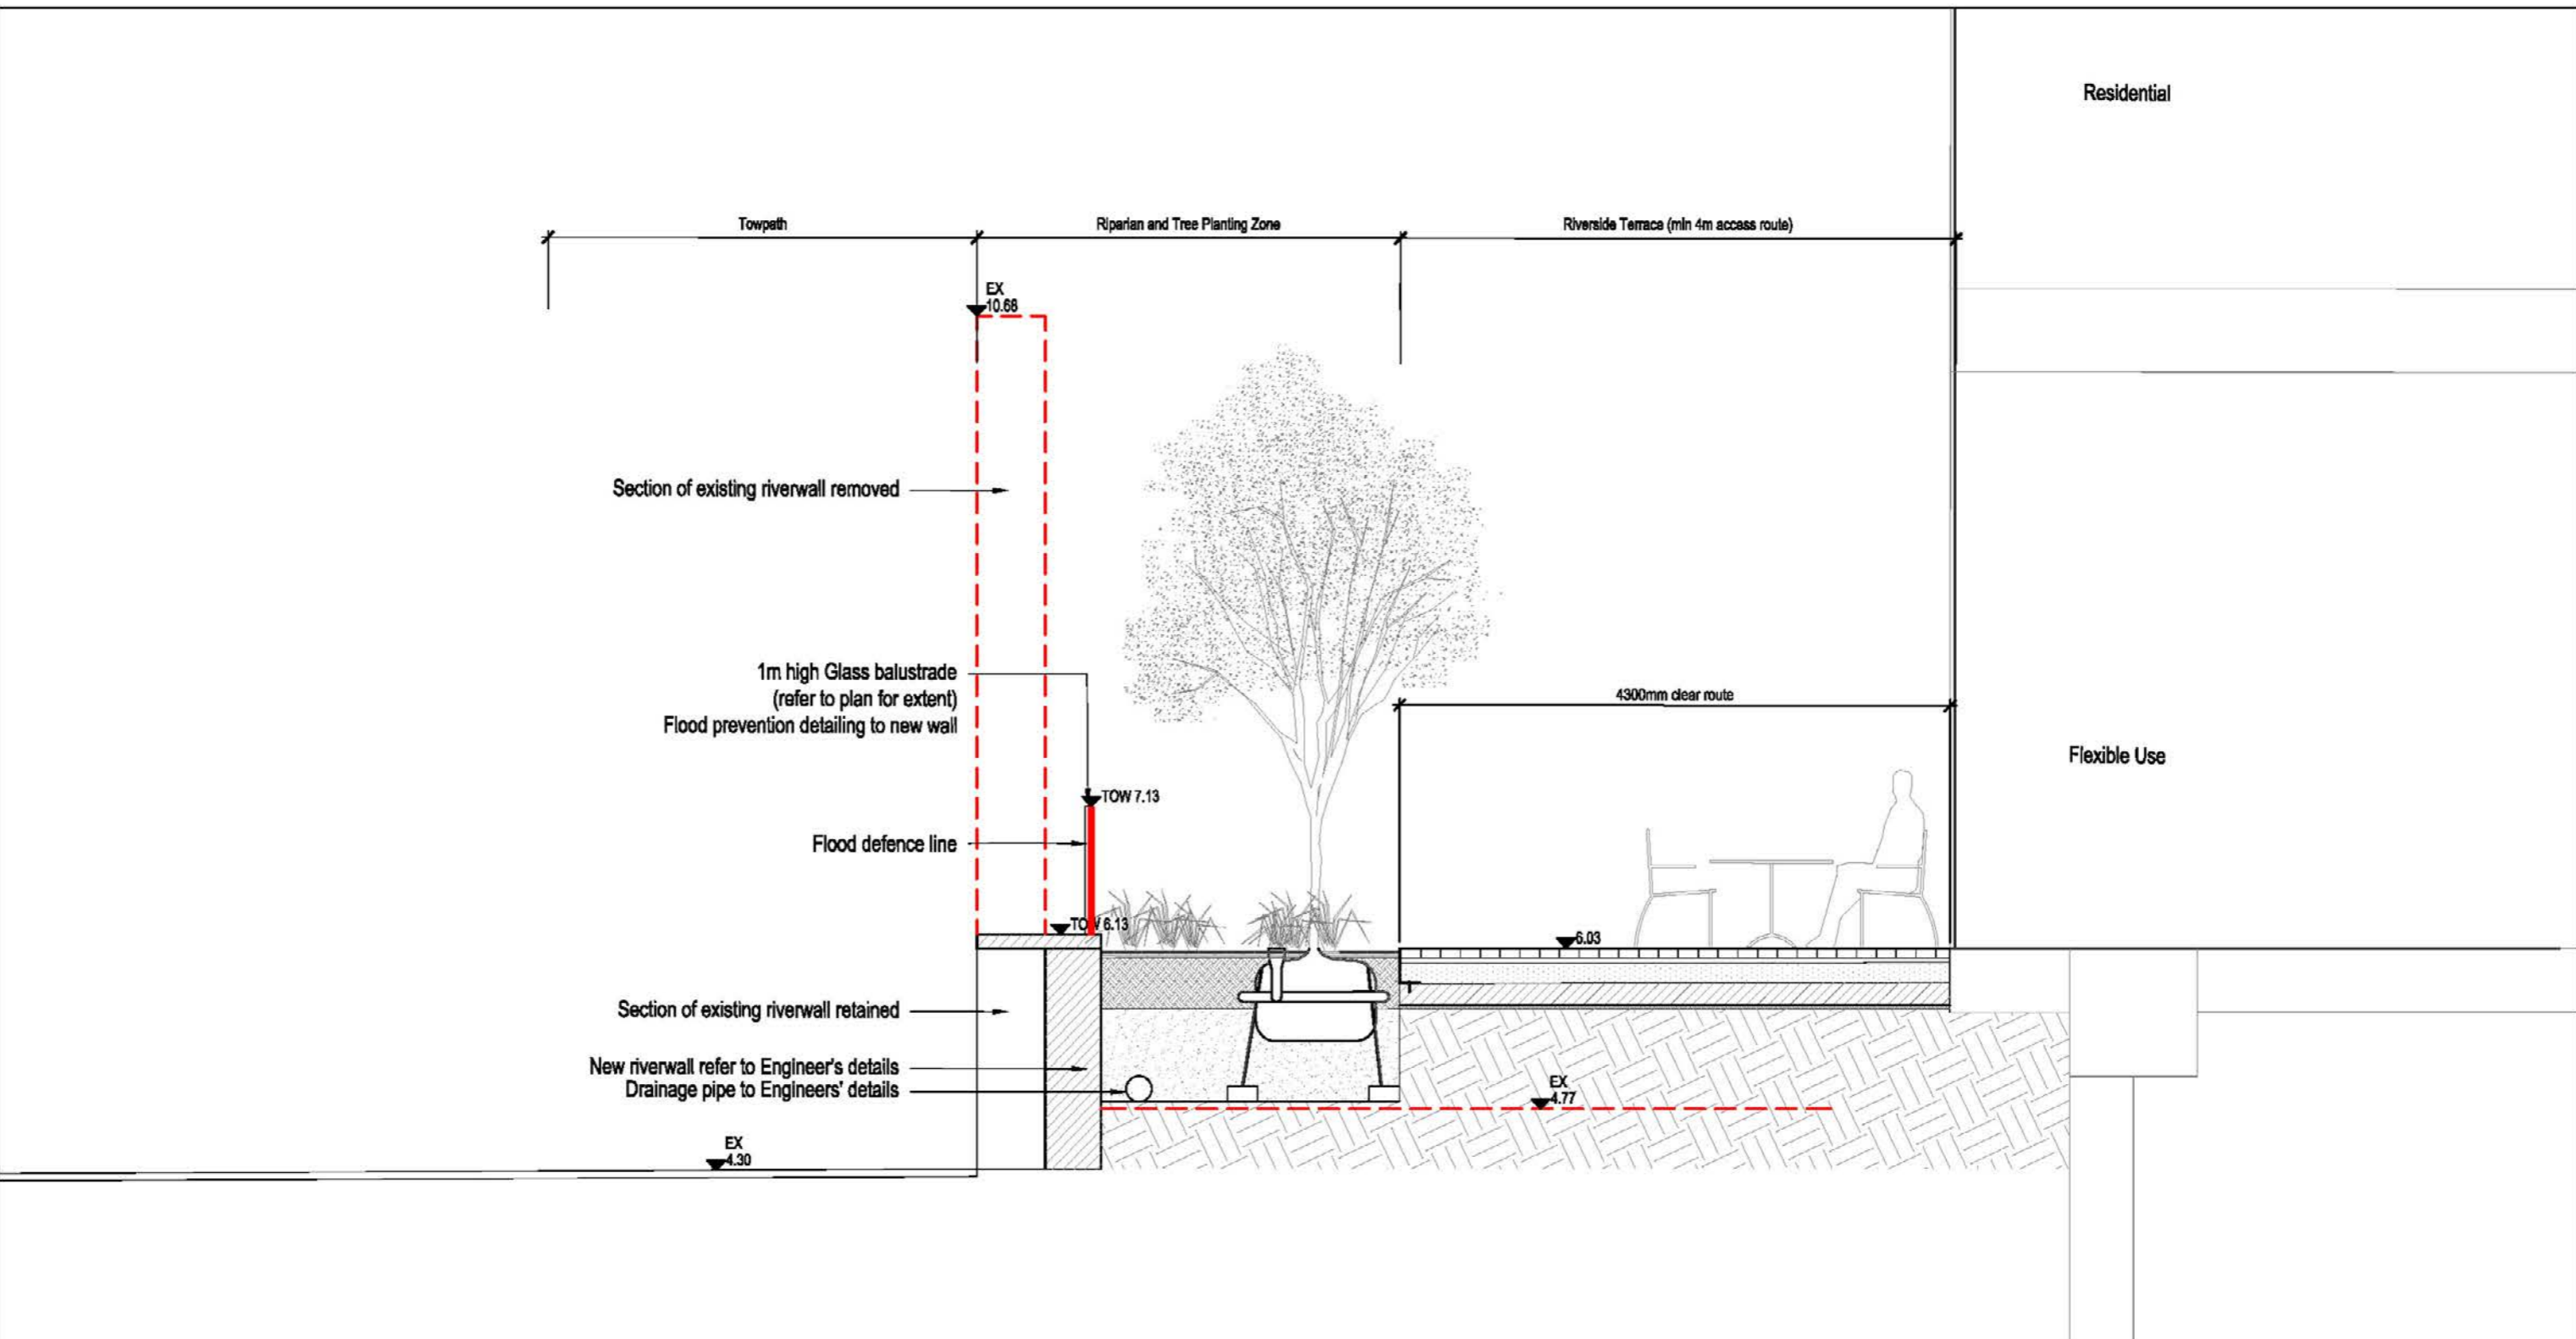 Residential
Towpath
Riparian and Tree Planting Zone
Riverside Terrace (min 4m access route)
EX
10.68
Section of existing riverwall removed
1m high Glass balustrade
(refer to plan for extent)
Flood prevention detailing to new wall
4300mm clear route
Flexible Use
TOW 7.13
Flood defence line
TOW 6.13
6.03
Section of existing riverwall retained
New riverwall refer to Engineer's details
Drainage pipe to Engineers' details
EX
4.77
EX
4.30